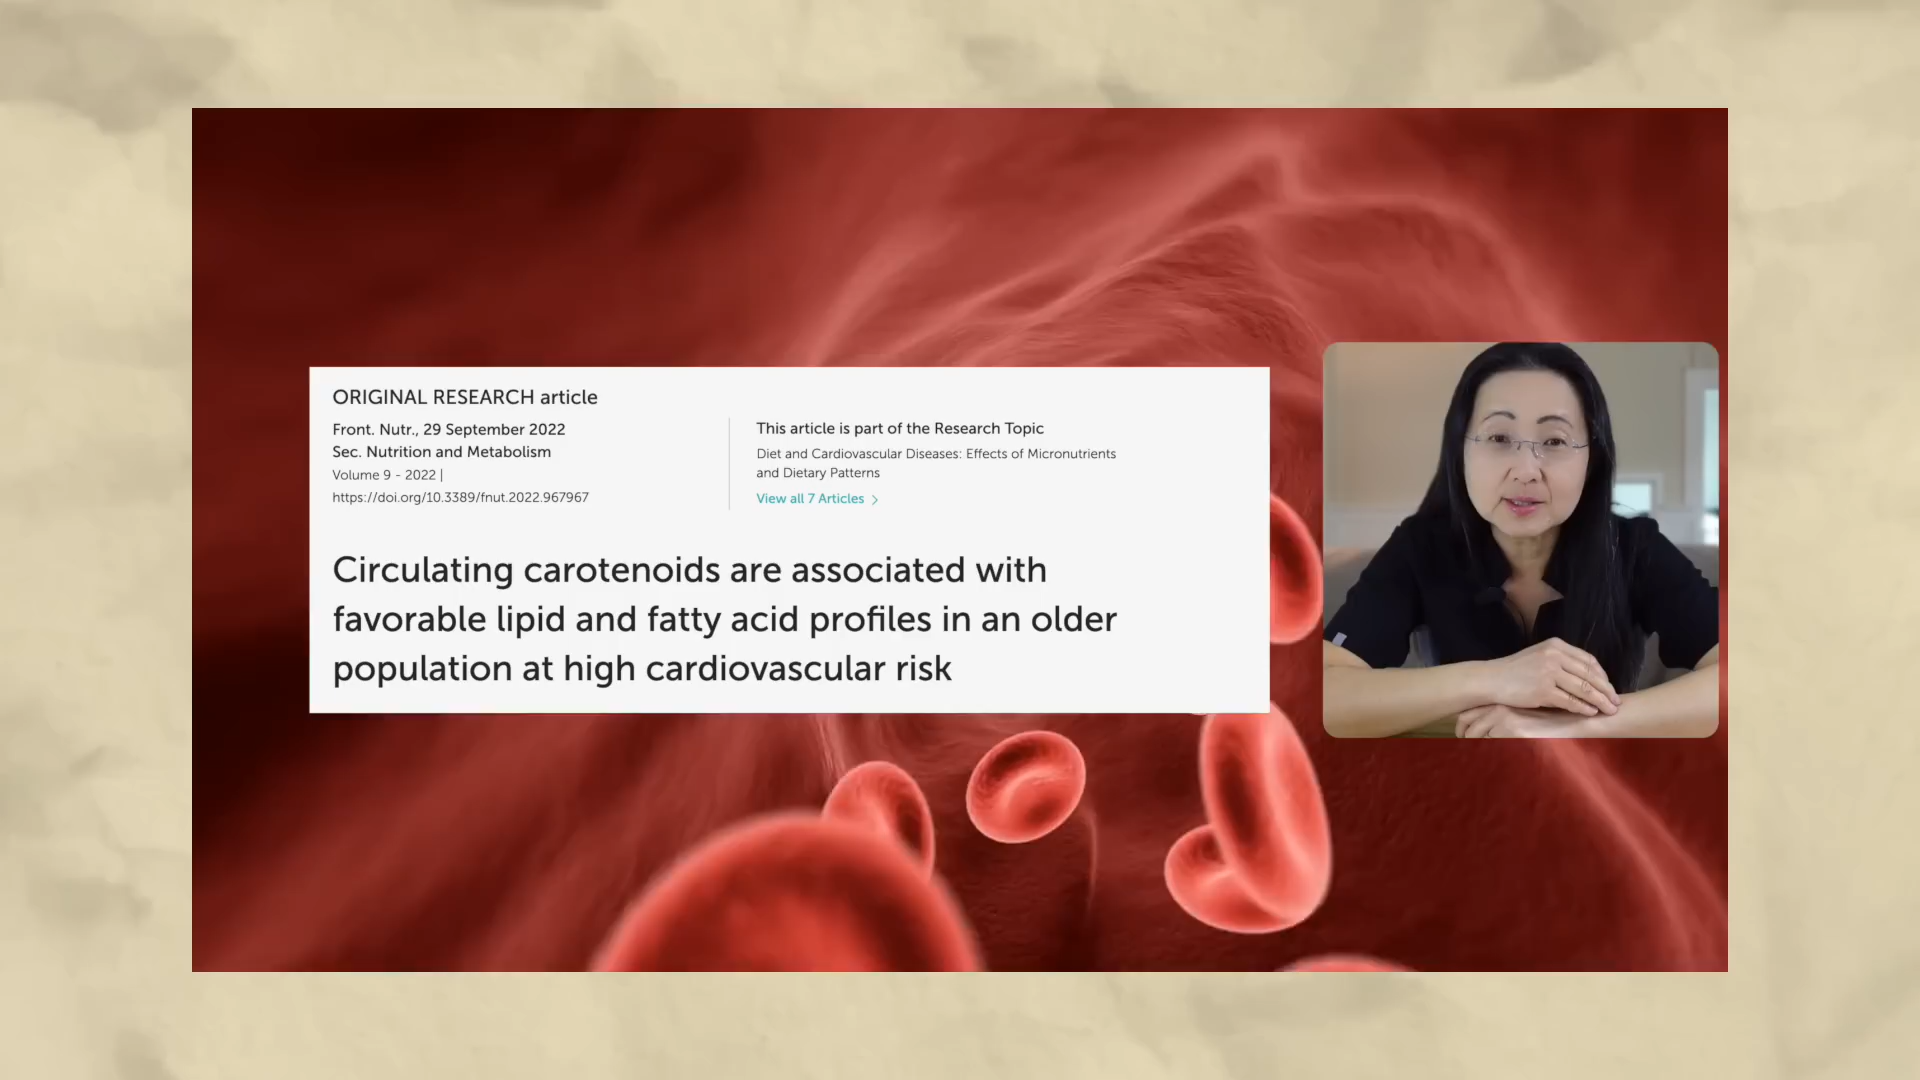 ORIGINAL RESEARCH article
Front. Nutr., 29 September 2022
Sec. Nutrition and Metabolism
Volume 9 - 2022 |
https://doi.org/10.3389/fnut.2022.967967
This article is part of the Research Topic
Diet and Cardiovascular Diseases: Effects of Micronutrients
and Dietary Patterns
View all 7 Articles
Circulating carotenoids are associated with
favorable lipid and fatty acid profiles in an older
population at high cardiovascular risk